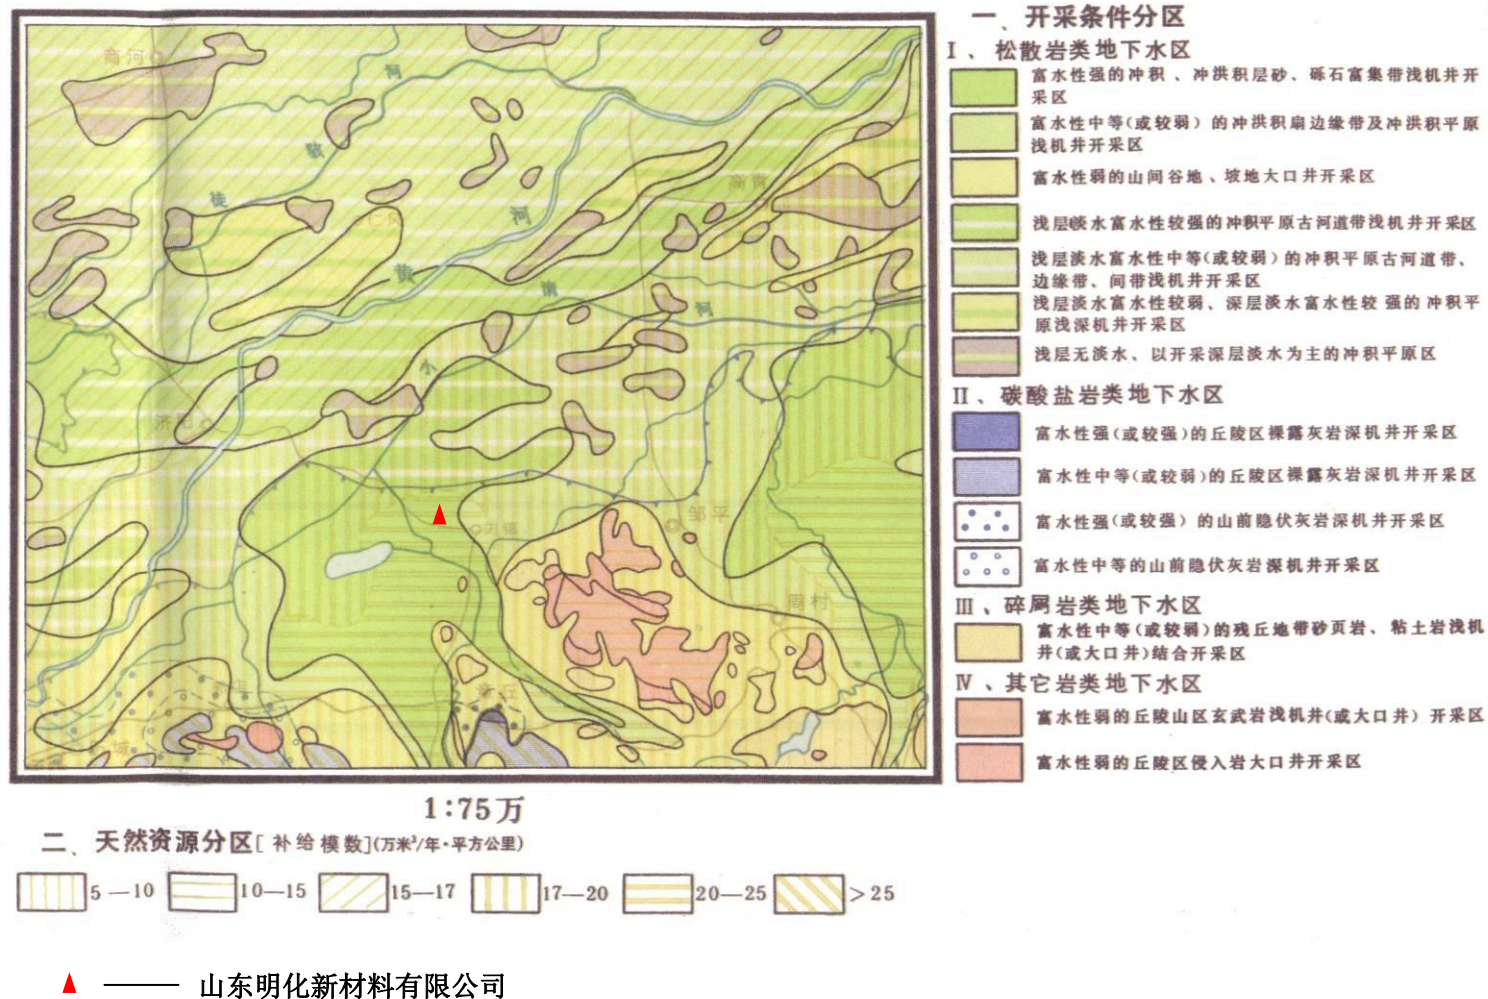 商河
河
骇
徒
仁风
河
黄
高青
清
河
小
济阳
刁镇
邹平
周村
章丘
一、开采条件分区
I、松散岩类地下水区
富水性强的冲积、冲洪积层砂、砾石富集带浅机井开
采区
富水性中等(或较弱)的冲洪积扇边缘带及冲洪积平原
浅机井开采区
富水性弱的山间谷地、坡地大口井开采区
浅层淡水富水性较强的冲积平原古河道带浅机井开采区
浅层淡水富水性中等(或较弱)的冲积平原古河道带、
边缘带、间带浅机井开采区
浅层淡水富水性较弱、深层淡水富水性较强的冲积平
原浅深机井开采区
浅层无淡水、以开采深层淡水为主的冲积平原区
II、碳酸盐岩类地下水区
富水性强(或较强)的丘陵区裸露灰岩深机井开采区
富水性中等(或较弱)的丘陵区裸露灰岩深机井开采区
富水性强(或较强)的山前隐伏灰岩深机井开采区
富水性中等的山前隐伏灰岩深机井开采区
III、碎屑岩类地下水区
富水性中等(或较弱)的残丘地带砂页岩、粘土岩浅机
井(或大口井)结合开采区
IV、其它岩类地下水区
富水性弱的丘陵山区玄武岩浅机井(或大口井)开采区
富水性弱的丘陵区侵入岩大口井开采区
1:75万
二、天然资源分区[补给模数](万米³/年·平方公里)
5—10 10—15 15—17 17—20 20—25 >25
山东明化新材料有限公司